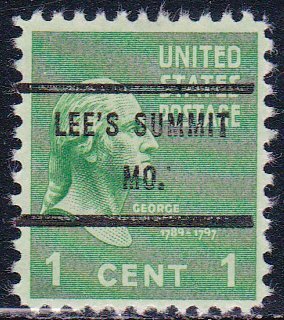 UNITED
STATES
POSTAGE
LEE'S SUMMIT
MO.
GEORGE
1789-1797
1 CENT 1